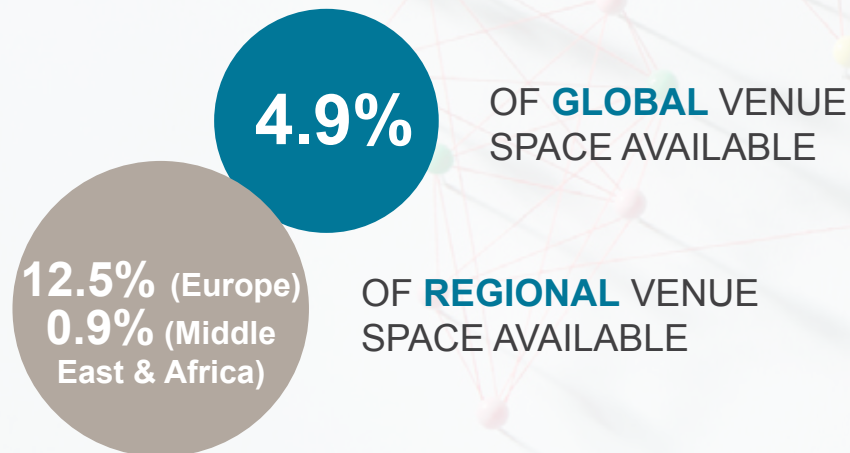 4.9%
OF GLOBAL VENUE
SPACE AVAILABLE
12.5% (Europe)
0.9% (Middle
East & Africa)
OF REGIONAL VENUE
SPACE AVAILABLE